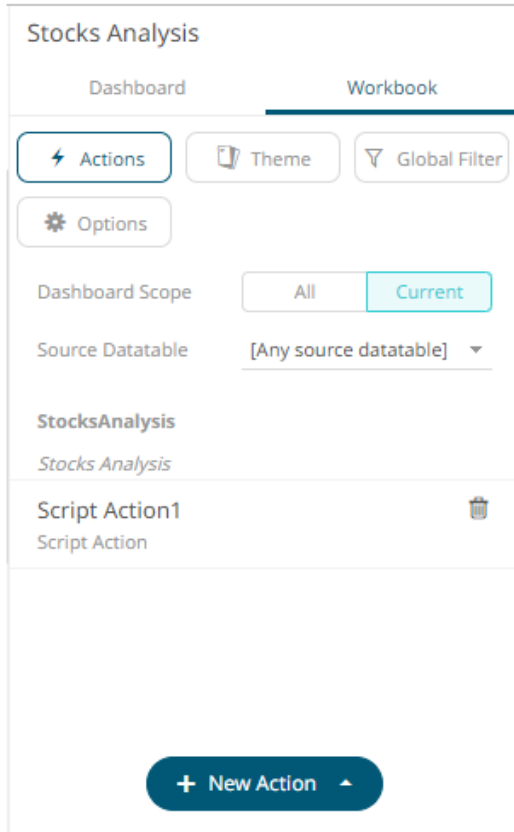 Stocks Analysis
Dashboard Workbook
Actions Theme Global Filter
Options
Dashboard Scope All Current
Source Datatable [Any source datatable]
StocksAnalysis
Stocks Analysis
Script Action1
Script Action
+ New Action